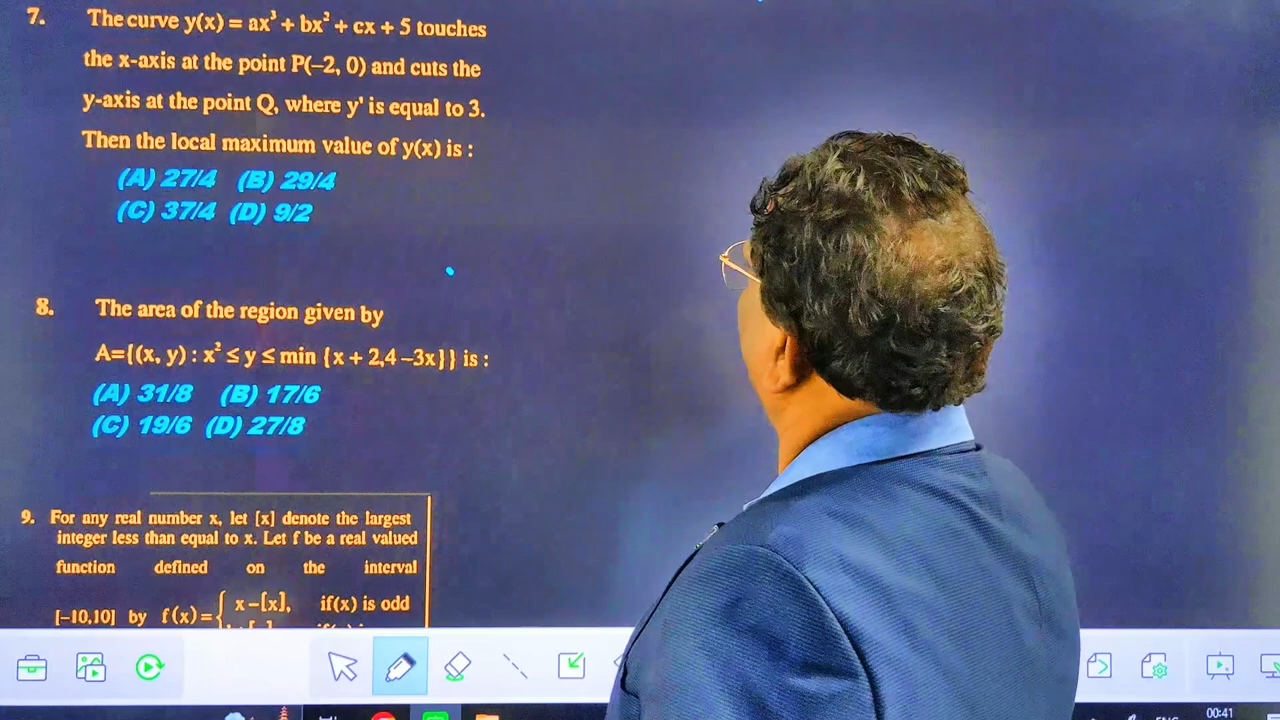 7. The curve y(x) = ax³ + bx² + cx + 5 touches
the x-axis at the point P(–2, 0) and cuts the
y-axis at the point Q, where y' is equal to 3.
Then the local maximum value of y(x) is :
(A) 27/4 (B) 29/4
(C) 37/4 (D) 9/2
8. The area of the region given by
A={(x, y) : x² ≤ y ≤ min {x + 2,4 –3x}} is :
(A) 31/8 (B) 17/6
(C) 19/6 (D) 27/8
9. For any real number x, let [x] denote the largest
integer less than equal to x. Let f be a real valued
function defined on the interval
[–10,10] by f(x)={ x–[x], if(x) is odd
00:41